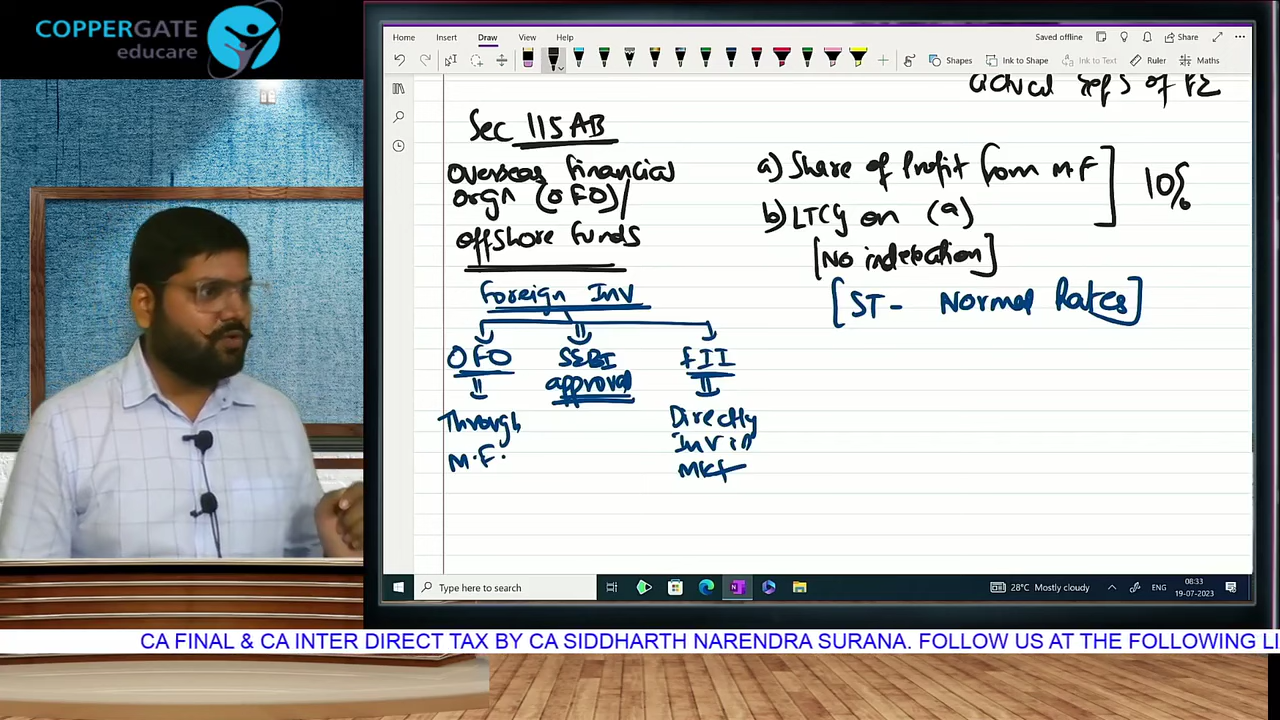 COPPERGATE
educare
Home Insert Draw View Help
Saved offline
Share
Shapes
Ink to Shape
Ink to Text
Ruler
Maths
of FE
Sec 115AB
overseas financial
orgn (OFO)/
offshore funds
a) Share of Profit from M.F
b) LTCG on (a)
10%
[No indexation]
[ST- Normal Rates]
Foreign Inv
OFO
SEBI
approval
FII
Through
M.F.
Directly
Inv in
Mkt
Type here to search
28°C Mostly cloudy
ENG
08:33
19-07-2023
CA FINAL & CA INTER DIRECT TAX BY CA SIDDHARTH NARENDRA SURANA. FOLLOW US AT THE FOLLOWING LI